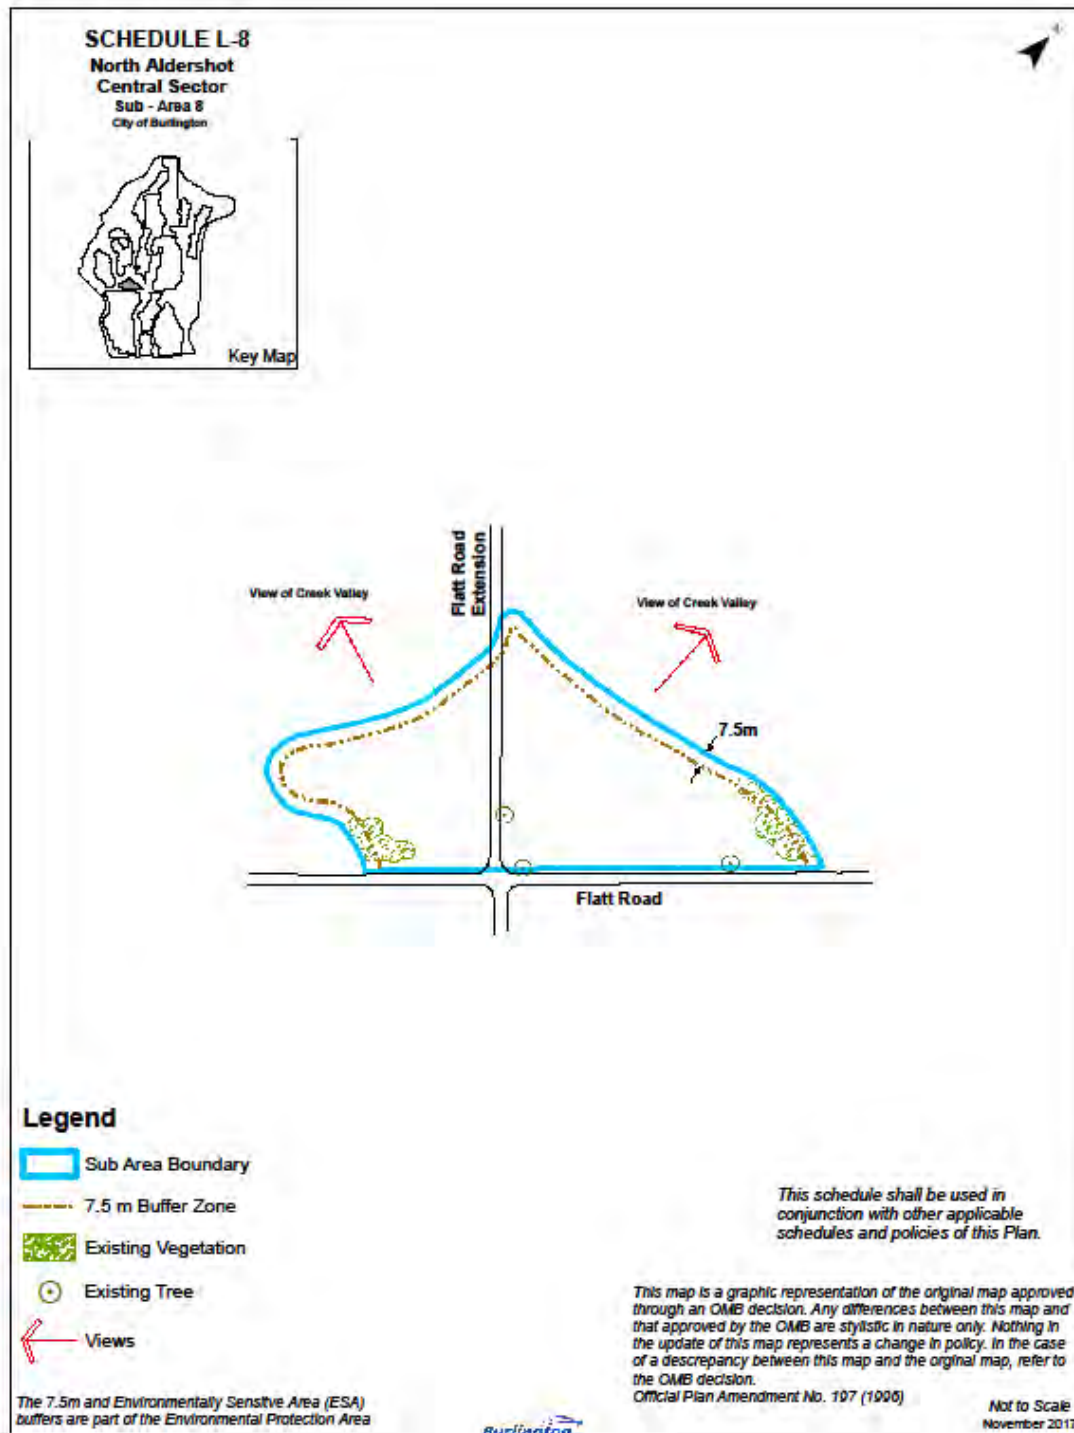 SCHEDULE L-8
North Aldershot
Central Sector
Sub - Area 8
City of Burlington
Key Map
Flatt Road
Extension
View of Creek Valley
View of Creek Valley
7.5m
Flatt Road
Legend
Sub Area Boundary
7.5 m Buffer Zone
Existing Vegetation
Existing Tree
Views
This schedule shall be used in
conjunction with other applicable
schedules and policies of this Plan.
This map is a graphic representation of the original map approved
through an OMB decision. Any differences between this map and
that approved by the OMB are stylistic in nature only. Nothing in
the update of this map represents a change in policy. In the case
of a descrepancy between this map and the orginal map, refer to
the OMB decision.
Official Plan Amendment No. 197 (1996)
The 7.5m and Environmentally Sensitve Area (ESA)
buffers are part of the Environmental Protection Area
Burlington
Not to Scale
November 2017